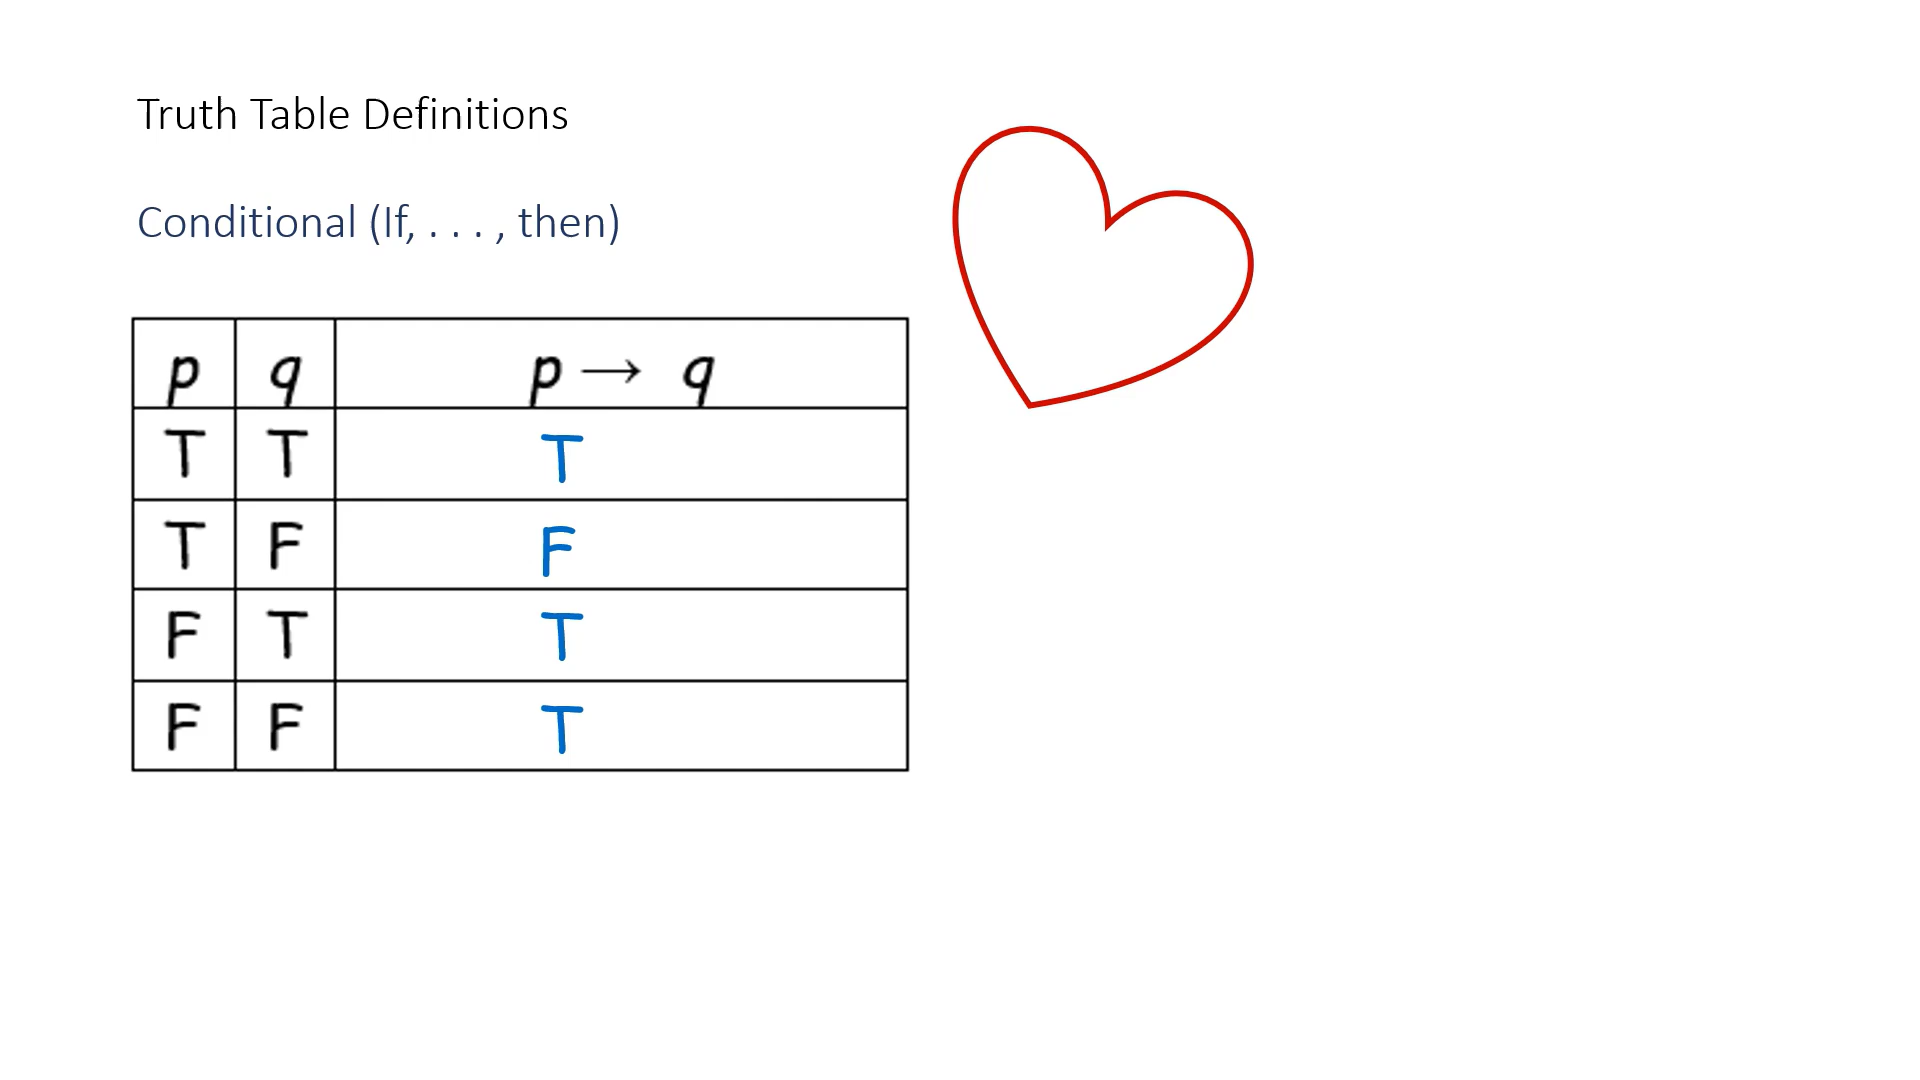 Truth Table Definitions
Conditional (If, . . . , then)
p q p → q
T T T
T F F
F T T
F F T